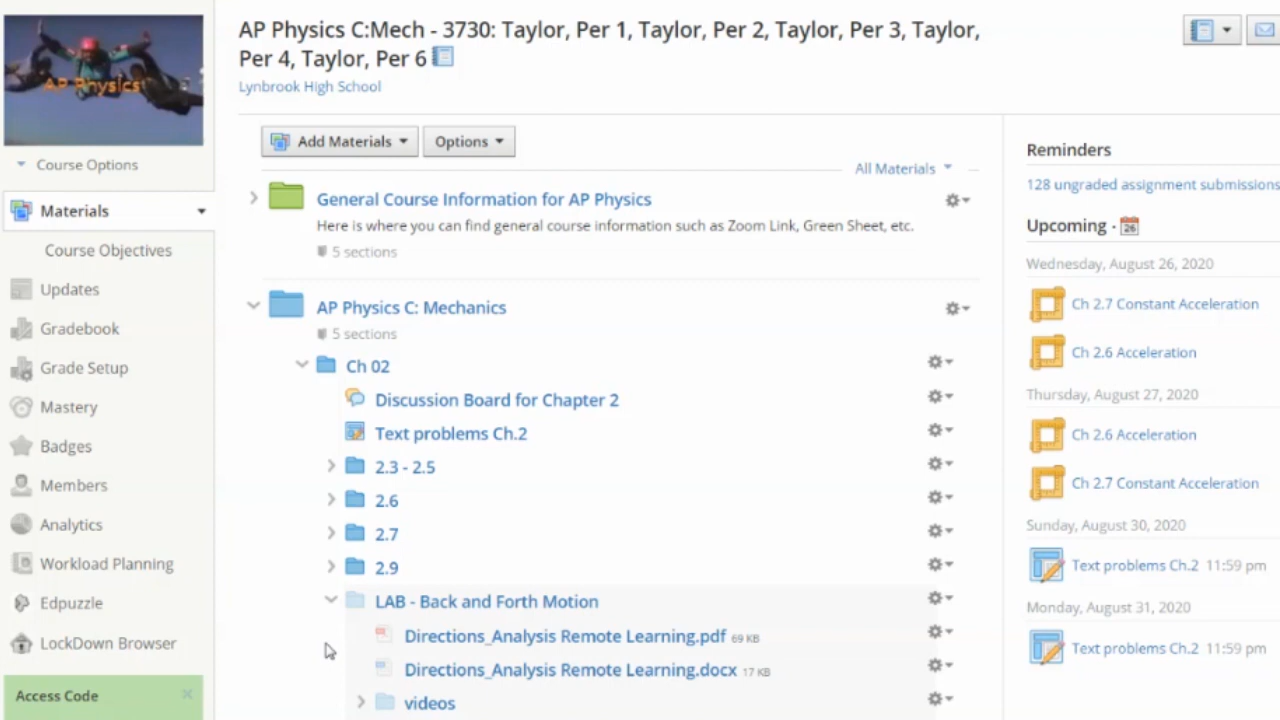 AP Physics
Course Options
Materials
Course Objectives
Updates
Gradebook
Grade Setup
Mastery
Badges
Members
Analytics
Workload Planning
Edpuzzle
LockDown Browser
Access Code
AP Physics C:Mech - 3730: Taylor, Per 1, Taylor, Per 2, Taylor, Per 3, Taylor,
Per 4, Taylor, Per 6
Lynbrook High School
Add Materials
Options
All Materials
General Course Information for AP Physics
Here is where you can find general course information such as Zoom Link, Green Sheet, etc.
5 sections
AP Physics C: Mechanics
5 sections
Ch 02
Discussion Board for Chapter 2
Text problems Ch.2
2.3 - 2.5
2.6
2.7
2.9
LAB - Back and Forth Motion
Directions_Analysis Remote Learning.pdf 69 KB
Directions_Analysis Remote Learning.docx 17 KB
videos
Reminders
128 ungraded assignment submissions
Upcoming · 26
Wednesday, August 26, 2020
Ch 2.7 Constant Acceleration
Ch 2.6 Acceleration
Thursday, August 27, 2020
Ch 2.6 Acceleration
Ch 2.7 Constant Acceleration
Sunday, August 30, 2020
Text problems Ch.2 11:59 pm
Monday, August 31, 2020
Text problems Ch.2 11:59 pm